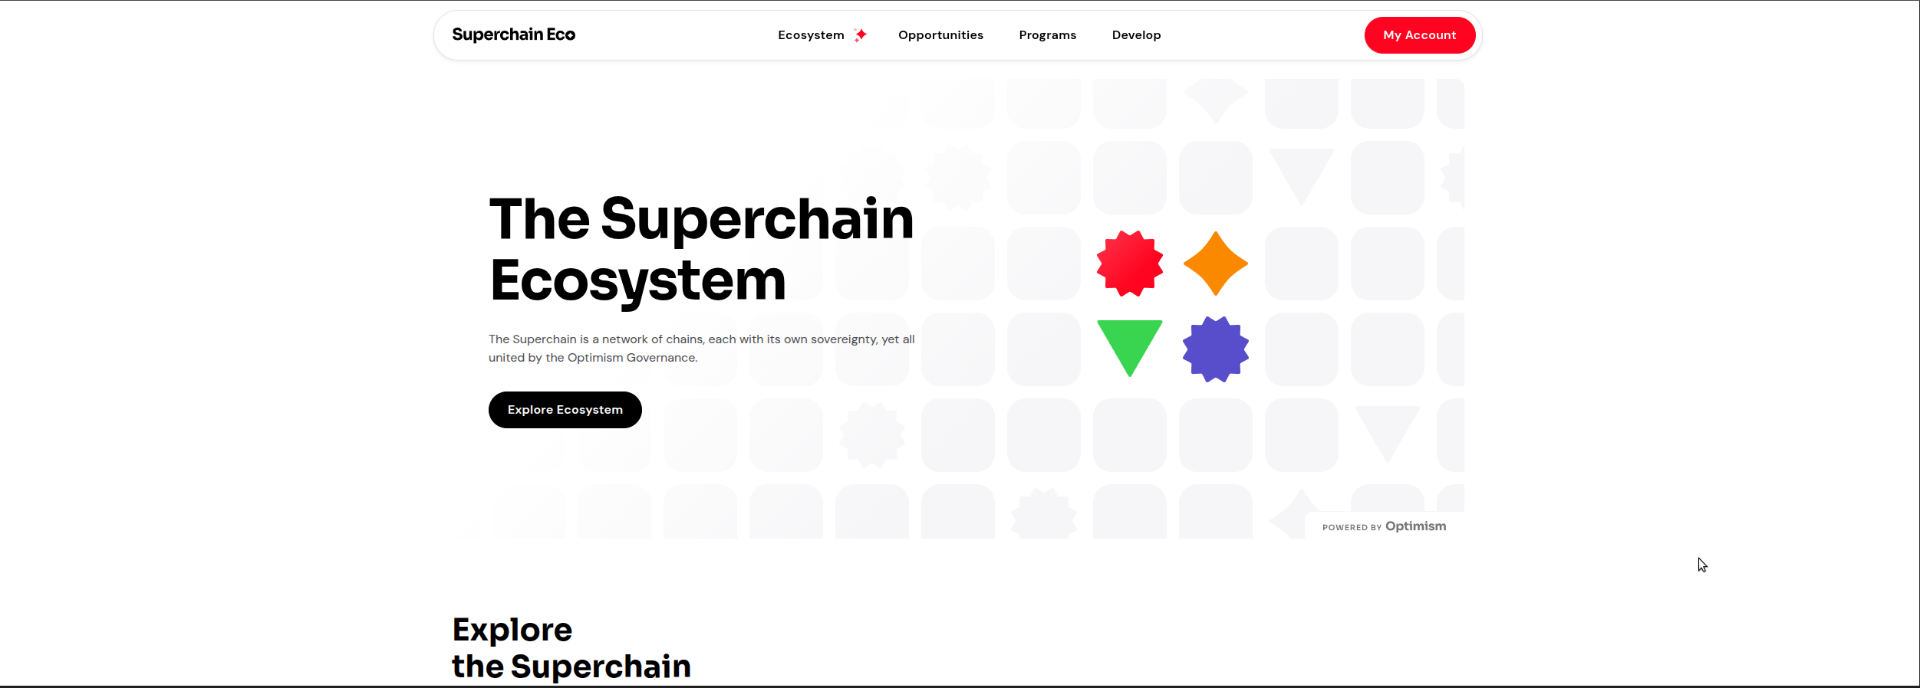 Superchain Eco
Ecosystem
Opportunities
Programs
Develop
My Account
The Superchain
Ecosystem
The Superchain is a network of chains, each with its own sovereignty, yet all
united by the Optimism Governance.
Explore Ecosystem
POWERED BY Optimism
Explore
the Superchain